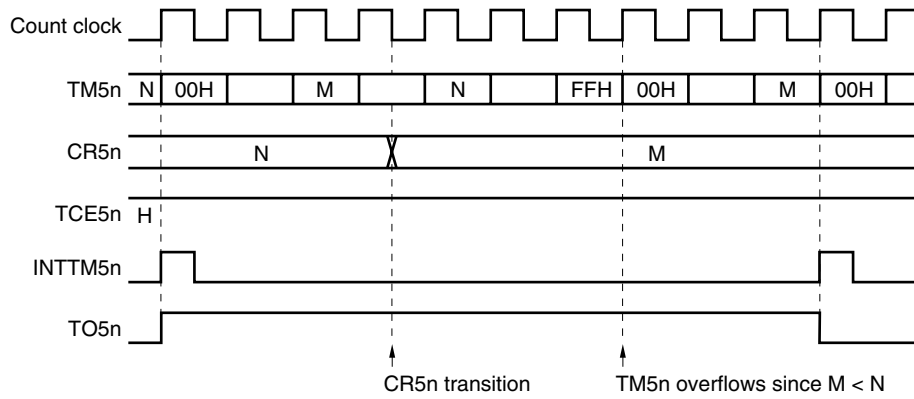 Count clock
TM5n N 00H M N FFH 00H M 00H
CR5n N M
TCE5n H
INTTM5n
TO5n
CR5n transition TM5n overflows since M < N